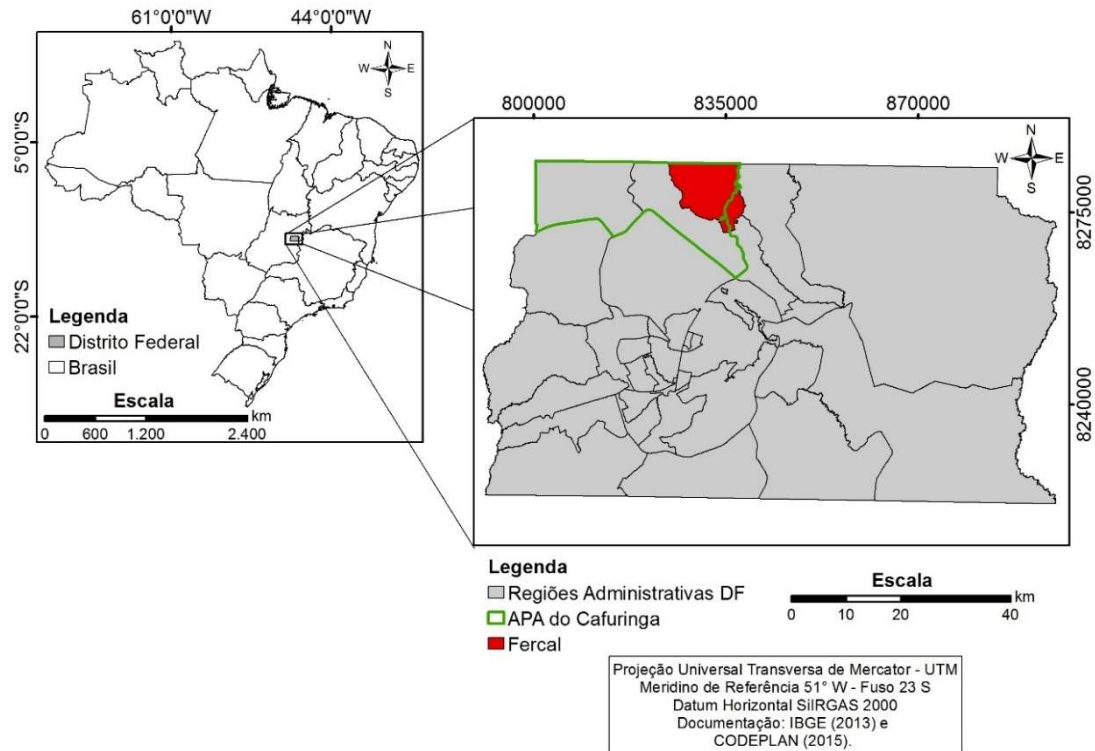 61°0'0"W
44°0'0"W
N
W E
S
5°0'0"S
22°0'0"S
Legenda
Distrito Federal
Brasil
Escala
km
0 600 1.200 2.400
800000 835000 870000
N
W E
S
8275000
8240000
Legenda
Regiões Administrativas DF
APA do Cafuringa
Fercal
Escala
km
0 10 20 40
Projeção Universal Transversa de Mercator - UTM
Meridino de Referência 51° W - Fuso 23 S
Datum Horizontal SiIRGAS 2000
Documentação: IBGE (2013) e
CODEPLAN (2015).